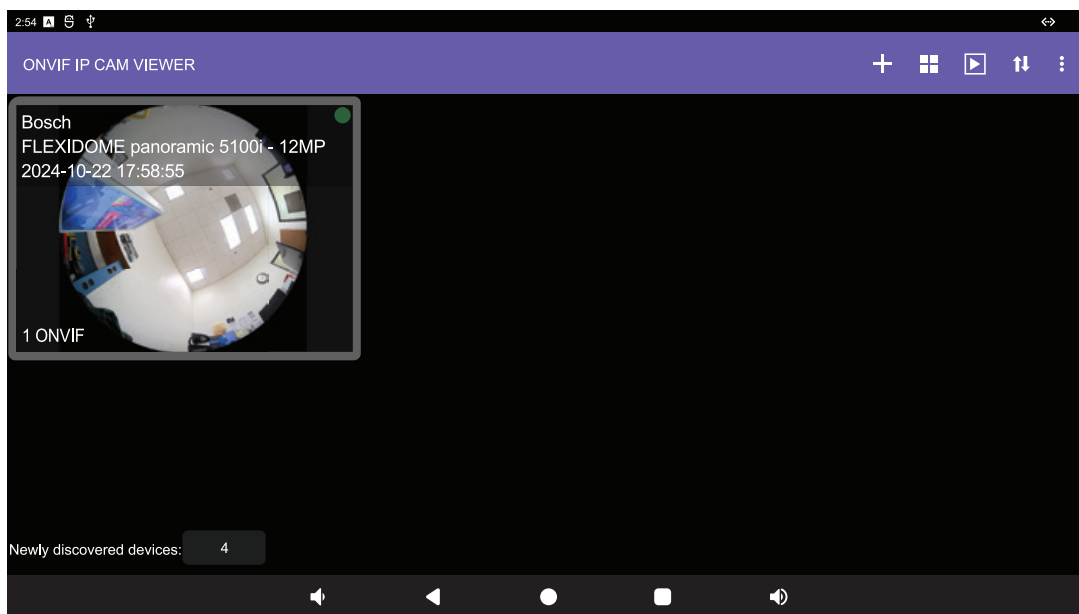 2:54 A
ONVIF IP CAM VIEWER
Bosch
FLEXIDOME panoramic 5100i - 12MP
2024-10-22 17:58:55
1 ONVIF
Newly discovered devices: 4